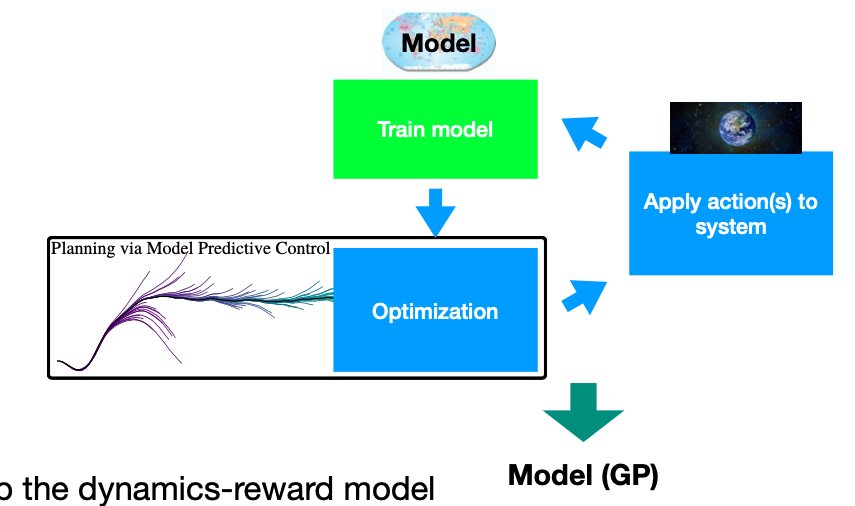 Model
Train model
Apply action(s) to
system
Planning via Model Predictive Control
Optimization
Model (GP)
the dynamics-reward model